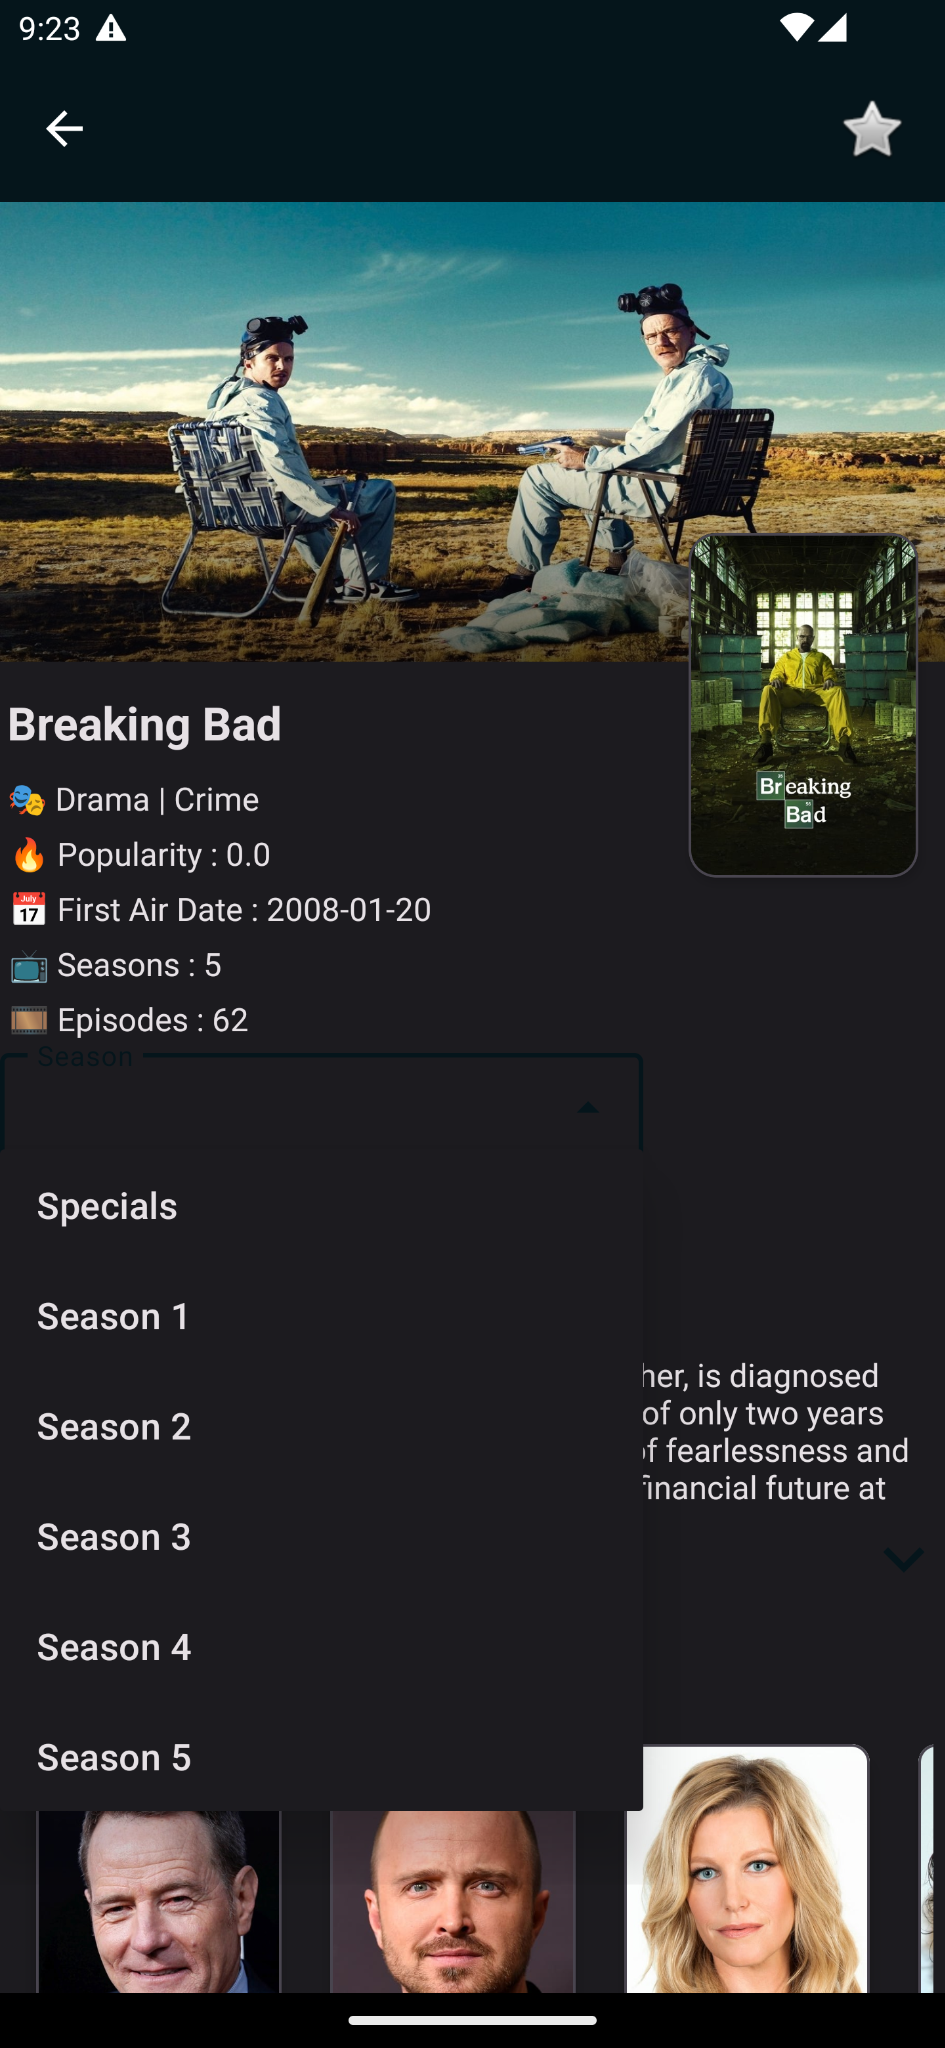 9:23
Breaking
Bad
Breaking Bad
🎭 Drama | Crime
🔥 Popularity : 0.0
📅 First Air Date : 2008-01-20
📺 Seasons : 5
🎞️ Episodes : 62
Season
Specials
Season 1
her, is diagnosed
Season 2
of only two years
of fearlessness and
financial future at
Season 3
Season 4
Season 5